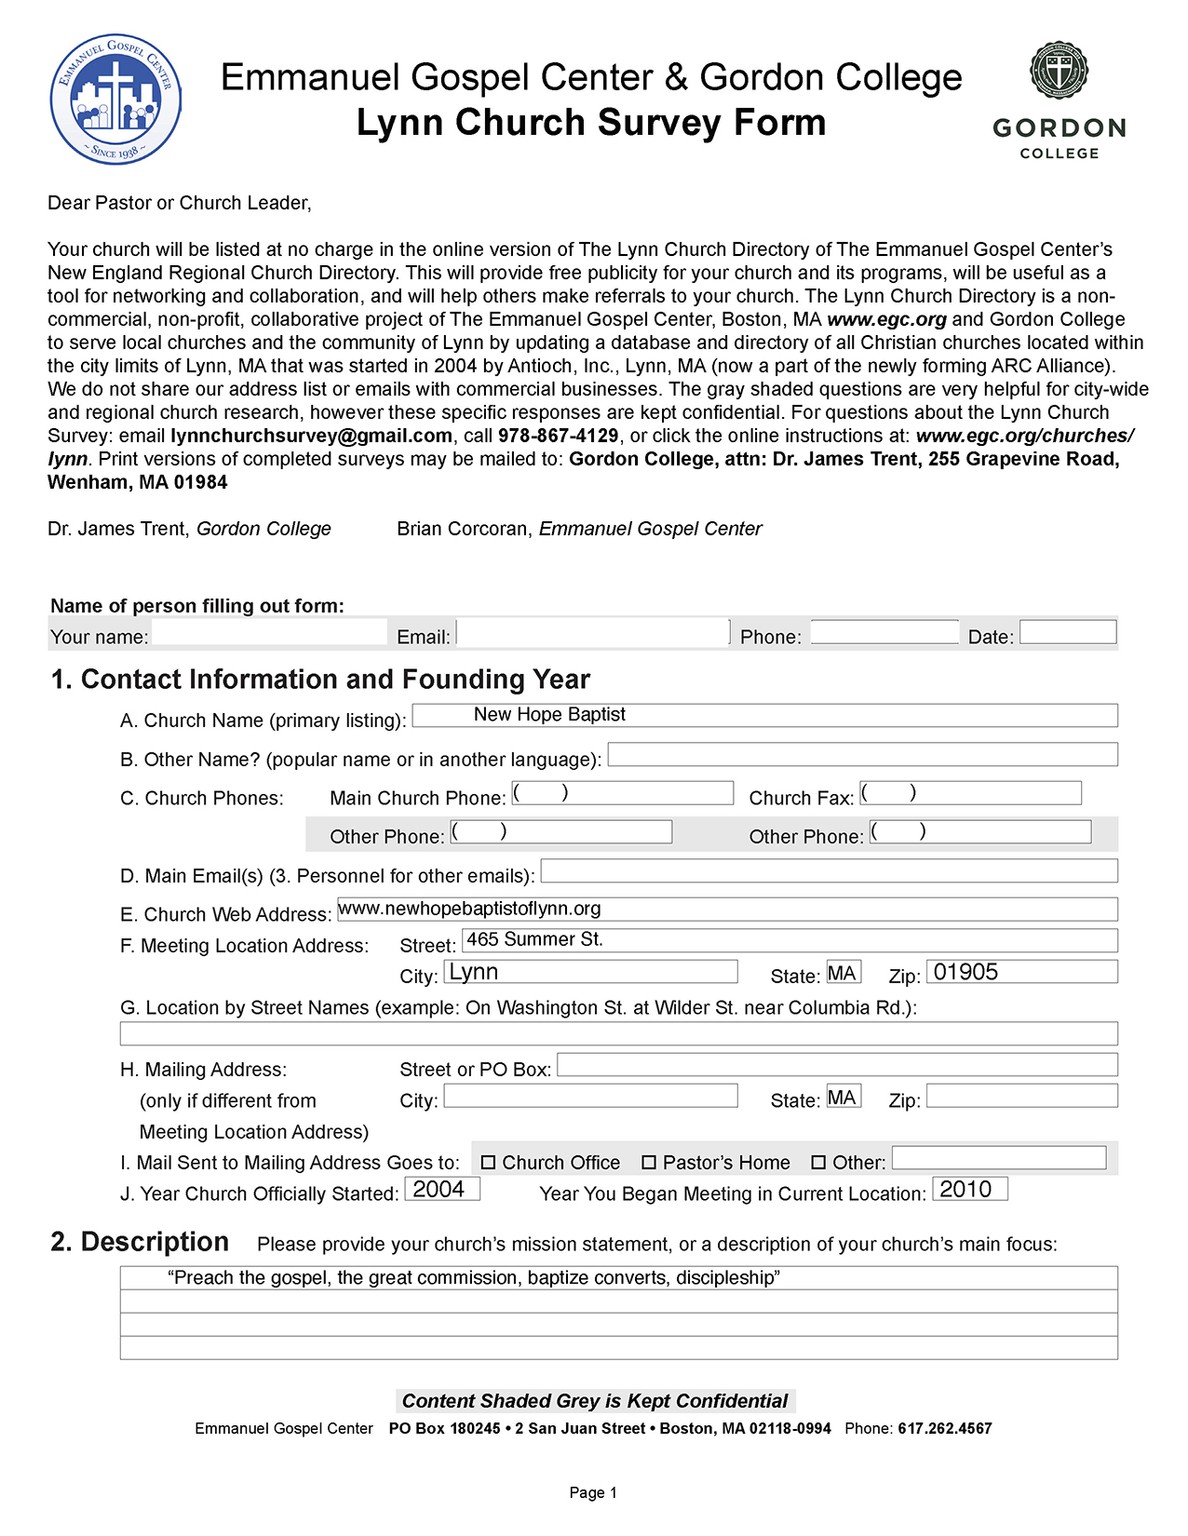 EMMANUEL GOSPEL CENTER
~ SINCE 1938 ~
Emmanuel Gospel Center & Gordon College
Lynn Church Survey Form
GORDON
COLLEGE
Dear Pastor or Church Leader,
Your church will be listed at no charge in the online version of The Lynn Church Directory of The Emmanuel Gospel Center’s
New England Regional Church Directory. This will provide free publicity for your church and its programs, will be useful as a
tool for networking and collaboration, and will help others make referrals to your church. The Lynn Church Directory is a non-
commercial, non-profit, collaborative project of The Emmanuel Gospel Center, Boston, MA www.egc.org and Gordon College
to serve local churches and the community of Lynn by updating a database and directory of all Christian churches located within
the city limits of Lynn, MA that was started in 2004 by Antioch, Inc., Lynn, MA (now a part of the newly forming ARC Alliance).
We do not share our address list or emails with commercial businesses. The gray shaded questions are very helpful for city-wide
and regional church research, however these specific responses are kept confidential. For questions about the Lynn Church
Survey: email lynnchurchsurvey@gmail.com, call 978-867-4129, or click the online instructions at: www.egc.org/churches/
lynn. Print versions of completed surveys may be mailed to: Gordon College, attn: Dr. James Trent, 255 Grapevine Road,
Wenham, MA 01984
Dr. James Trent, Gordon College Brian Corcoran, Emmanuel Gospel Center
Name of person filling out form:
Your name: Email: Phone: Date:
1. Contact Information and Founding Year
A. Church Name (primary listing): New Hope Baptist
B. Other Name? (popular name or in another language):
C. Church Phones: Main Church Phone: ( ) Church Fax: ( )
Other Phone: ( ) Other Phone: ( )
D. Main Email(s) (3. Personnel for other emails):
E. Church Web Address: www.newhopebaptistoflynn.org
F. Meeting Location Address: Street: 465 Summer St.
City: Lynn State: MA Zip: 01905
G. Location by Street Names (example: On Washington St. at Wilder St. near Columbia Rd.):
H. Mailing Address: Street or PO Box:
(only if different from City: State: MA Zip:
Meeting Location Address)
I. Mail Sent to Mailing Address Goes to: ☐ Church Office ☐ Pastor’s Home ☐ Other:
J. Year Church Officially Started: 2004 Year You Began Meeting in Current Location: 2010
2. Description Please provide your church’s mission statement, or a description of your church’s main focus:
“Preach the gospel, the great commission, baptize converts, discipleship”
Content Shaded Grey is Kept Confidential
Emmanuel Gospel Center PO Box 180245 • 2 San Juan Street • Boston, MA 02118-0994 Phone: 617.262.4567
Page 1